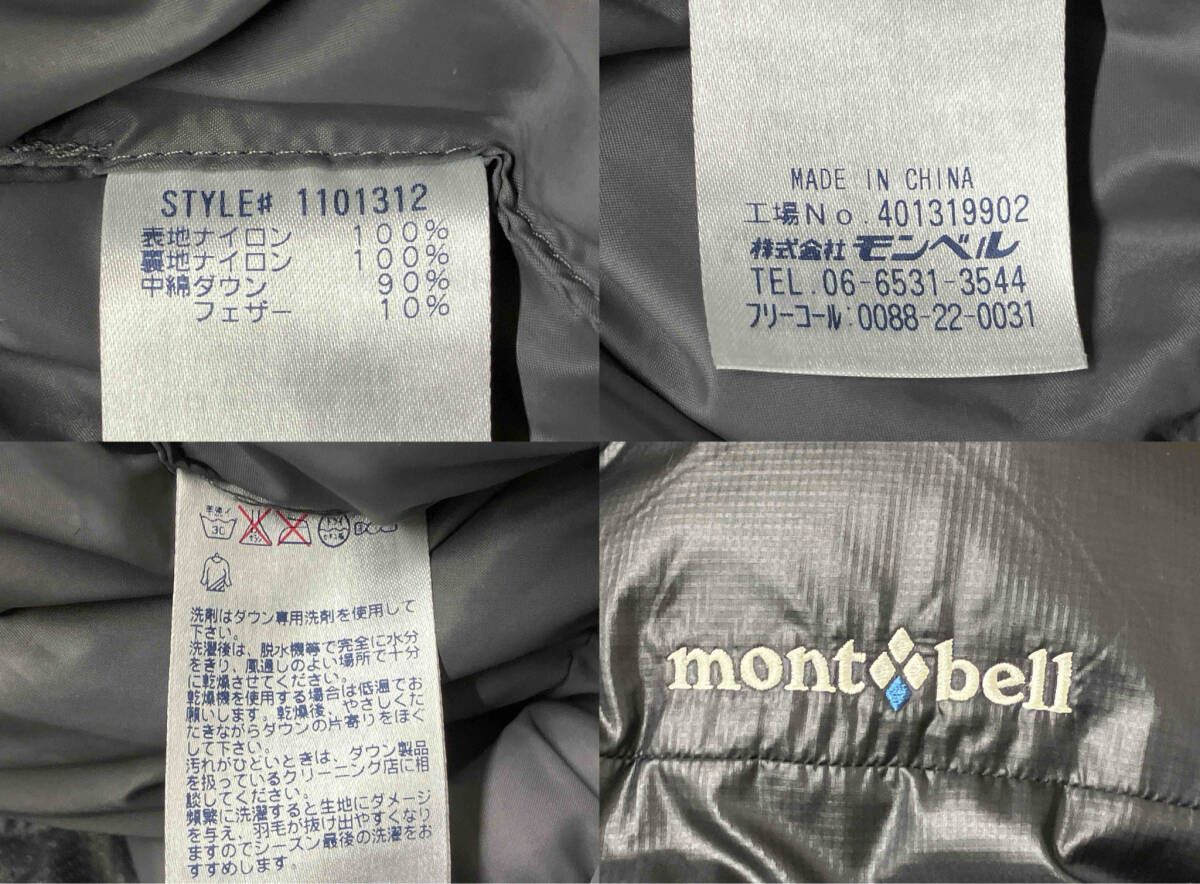 STYLE# 1101312
表地ナイロン 100%
裏地ナイロン 100%
中綿ダウン 90%
フェザー 10%
MADE IN CHINA
工場No.401319902
株式会社 モンベル
TEL.06-6531-3544
フリーコール:0088-22-0031
手洗イ
30
ドライ
洗剤はダウン専用洗剤を使用して
下さい。
洗濯後は、脱水機等で完全に水分
をきり、風通しのよい場所で十分
に乾燥させてください。
乾燥機を使用する場合は低温でお
願いします。乾燥後、やさしくた
たきながらダウンの片寄りをほぐ
して下さい。
汚れがひどいときは、ダウン製品
を扱っているクリーニング店に相
談してください。
頻繁に洗濯すると生地にダメージ
を与え、羽毛が抜け出やすくなり
ますのでシーズン最後の洗濯をお
すすめします。
mont bell